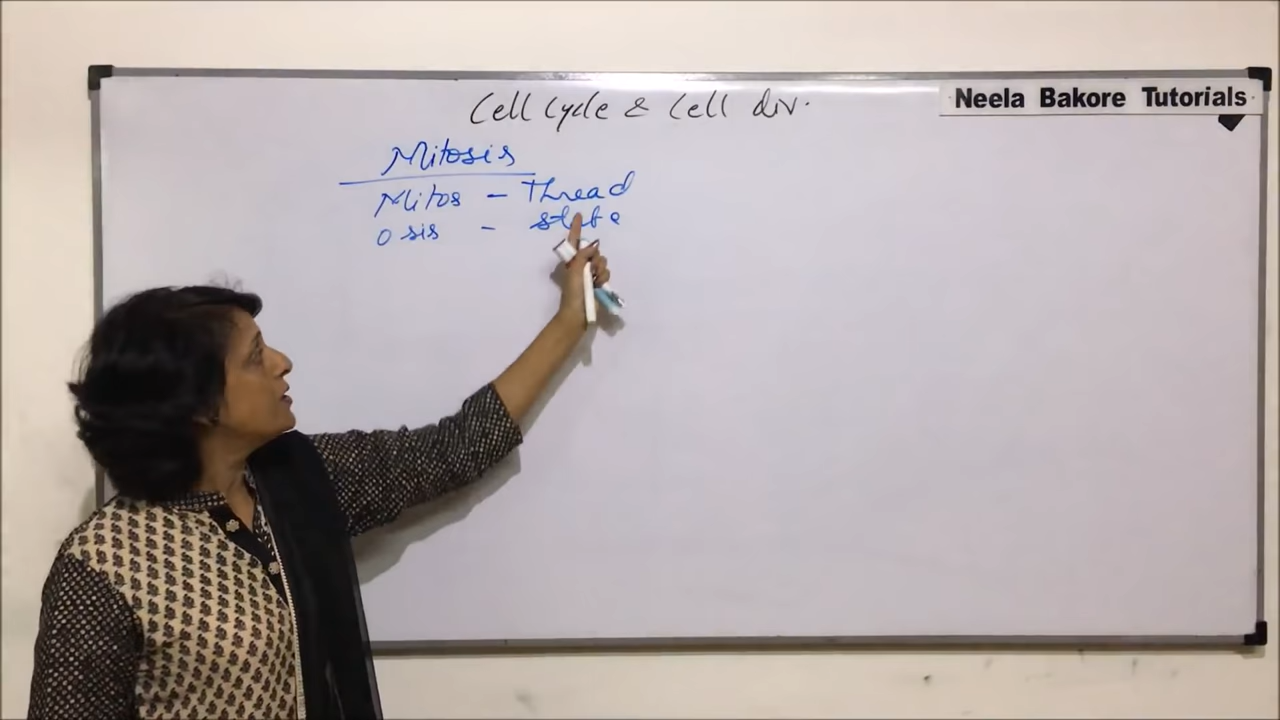 Cell cycle & Cell div.
Neela Bakore Tutorials
Mitosis
Mitos - Thread
osis - state